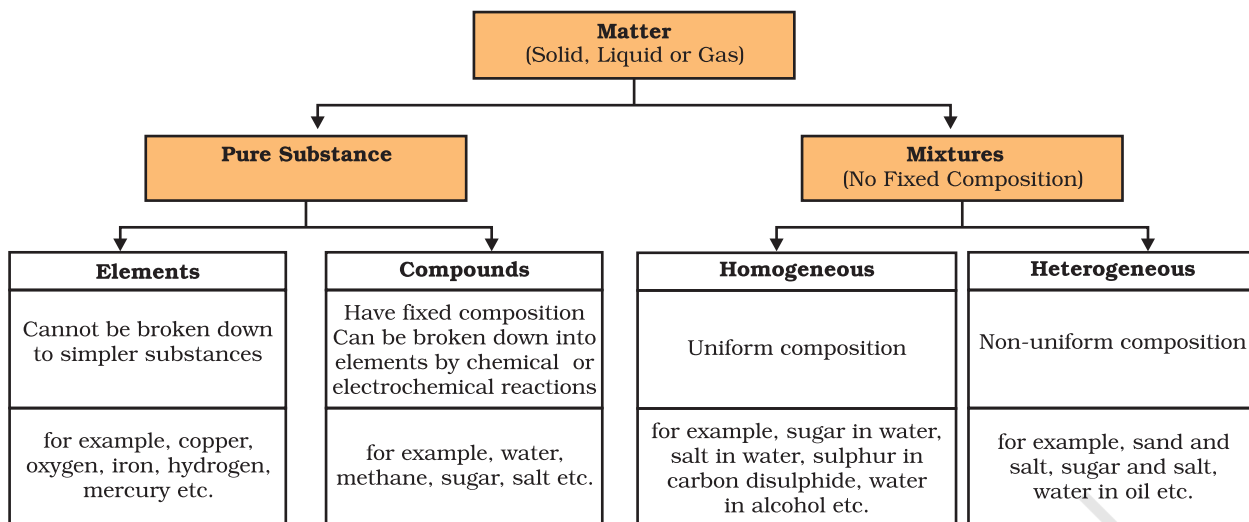 Matter
(Solid, Liquid or Gas)
Pure Substance
Mixtures
(No Fixed Composition)
Elements
Cannot be broken down
to simpler substances
for example, copper,
oxygen, iron, hydrogen,
mercury etc.
Compounds
Have fixed composition
Can be broken down into
elements by chemical or
electrochemical reactions
for example, water,
methane, sugar, salt etc.
Homogeneous
Uniform composition
for example, sugar in water,
salt in water, sulphur in
carbon disulphide, water
in alcohol etc.
Heterogeneous
Non-uniform composition
for example, sand and
salt, sugar and salt,
water in oil etc.